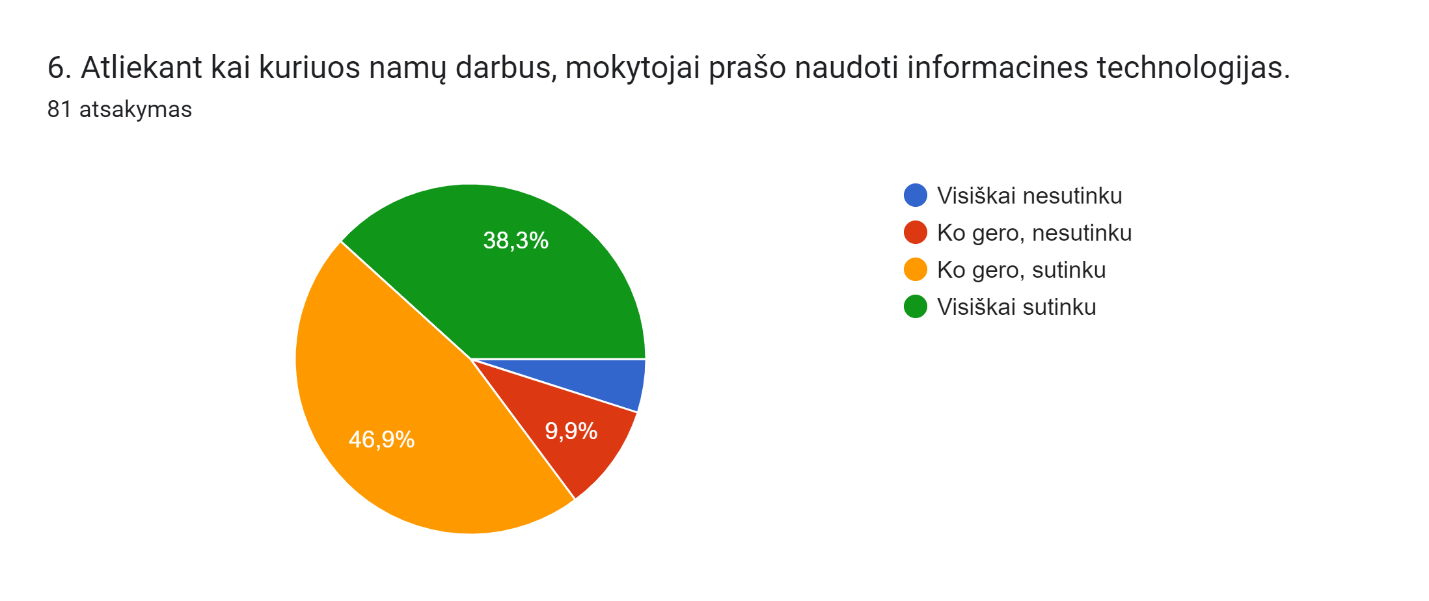 6. Atliekant kai kuriuos namų darbus, mokytojai prašo naudoti informacines technologijas.
81 atsakymas
38,3%
46,9%
9,9%
Visiškai nesutinku
Ko gero, nesutinku
Ko gero, sutinku
Visiškai sutinku